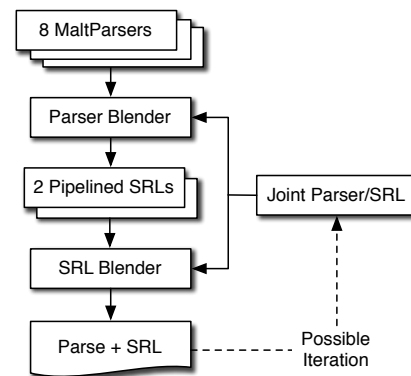 8 MaltParsers
Parser Blender
2 Pipelined SRLs
Joint Parser/SRL
SRL Blender
Parse + SRL
Possible
Iteration